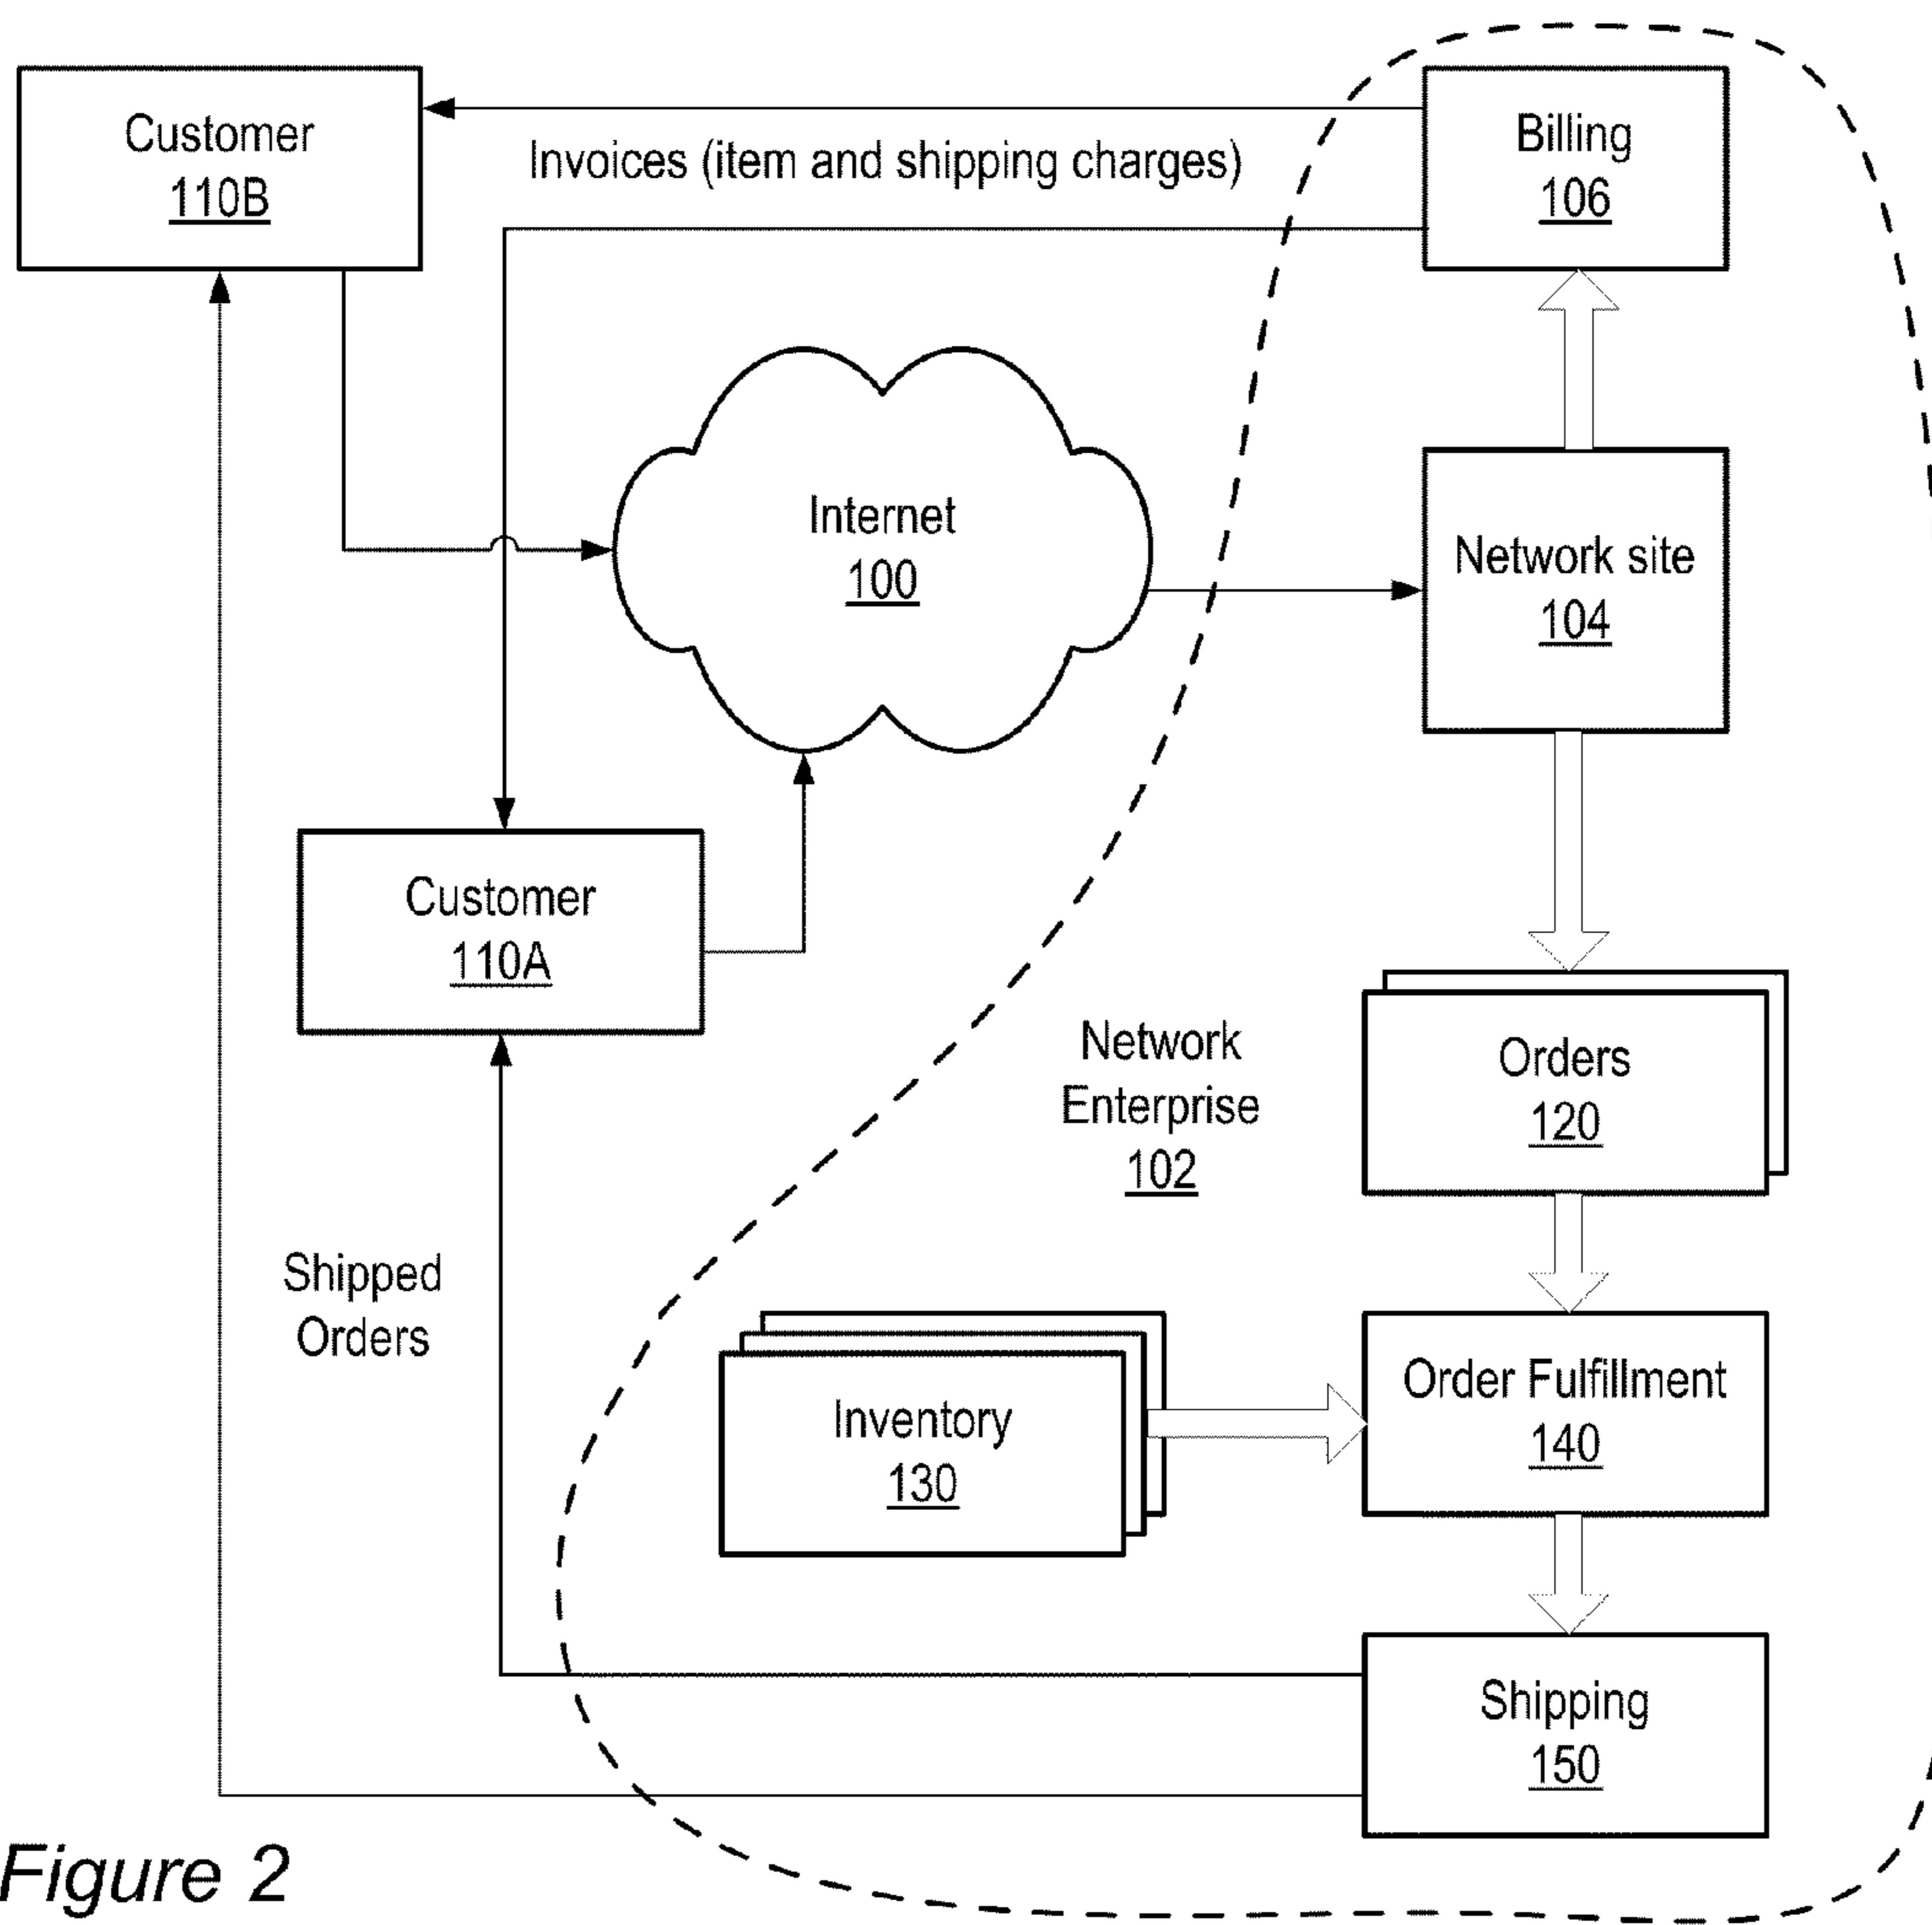 Customer
110B
Invoices (item and shipping charges)
Billing
106
Internet
100
Network site
104
Customer
110A
Network
Enterprise
102
Orders
120
Shipped
Orders
Inventory
130
Order Fulfillment
140
Shipping
150
Figure 2